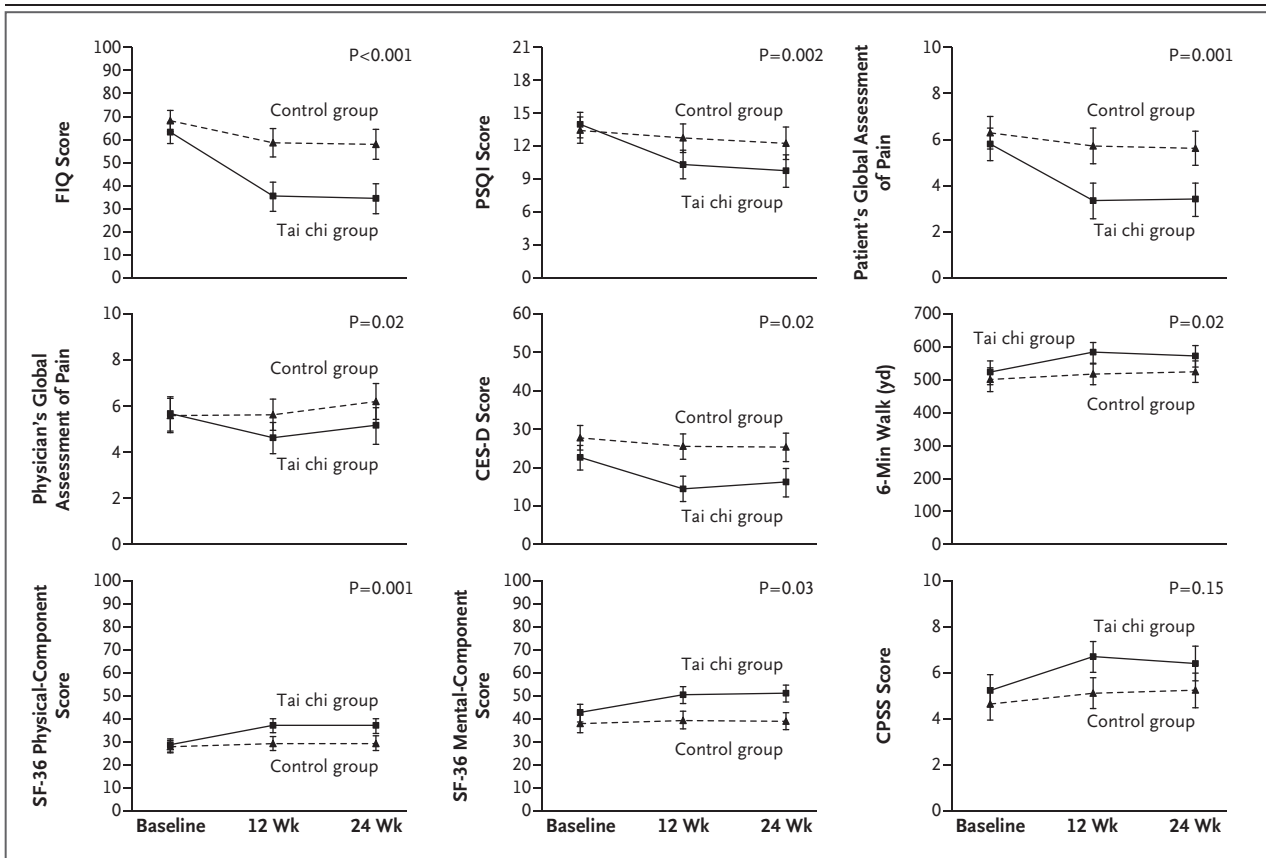 100
90
80
70
60
50
40
30
20
10
0
FIQ Score
P<0.001
Control group
Tai chi group
21
18
15
12
9
6
3
0
PSQI Score
P=0.002
Control group
Tai chi group
10
8
6
4
2
0
Patient's Global Assessment
of Pain
P=0.001
Control group
Tai chi group
10
8
6
4
2
0
Physician's Global
Assessment of Pain
P=0.02
Control group
Tai chi group
60
50
40
30
20
10
0
CES-D Score
P=0.02
Control group
Tai chi group
700
600
500
400
300
200
100
0
6-Min Walk (yd)
P=0.02
Tai chi group
Control group
100
90
80
70
60
50
40
30
20
10
0
SF-36 Physical-Component
Score
P=0.001
Tai chi group
Control group
Baseline 12 Wk 24 Wk
100
90
80
70
60
50
40
30
20
10
0
SF-36 Mental-Component
Score
P=0.03
Tai chi group
Control group
Baseline 12 Wk 24 Wk
10
8
6
4
2
0
CPSS Score
P=0.15
Tai chi group
Control group
Baseline 12 Wk 24 Wk